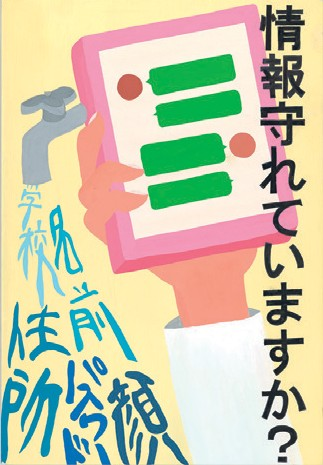 情報守れていますか?
学校
名前
住所
パスワード
顔